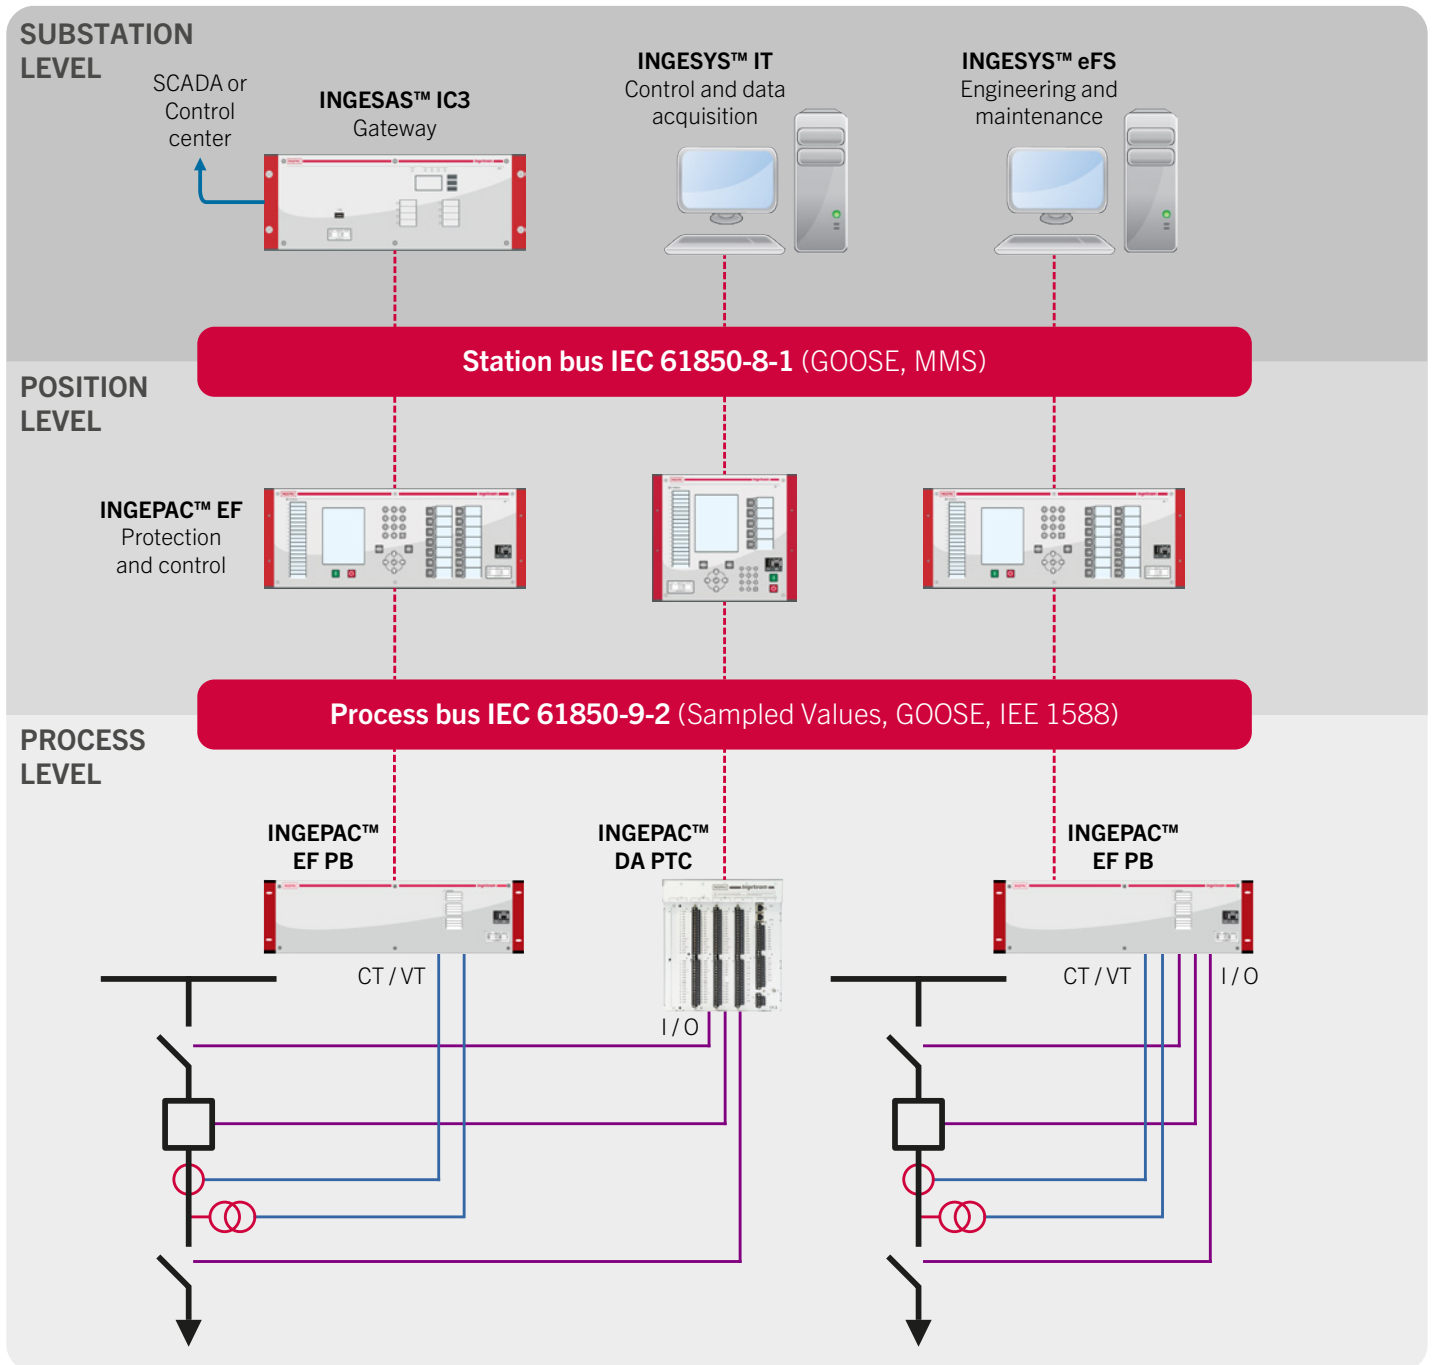 SUBSTATION
LEVEL
SCADA or
Control
center
INGESAS™ IC3
Gateway
INGESYS™ IT
Control and data
acquisition
INGESYS™ eFS
Engineering and
maintenance
Station bus IEC 61850-8-1 (GOOSE, MMS)
POSITION
LEVEL
INGEPAC™ EF
Protection
and control
Process bus IEC 61850-9-2 (Sampled Values, GOOSE, IEE 1588)
PROCESS
LEVEL
INGEPAC™
EF PB
INGEPAC™
DA PTC
INGEPAC™
EF PB
CT / VT
I / O
CT / VT
I / O